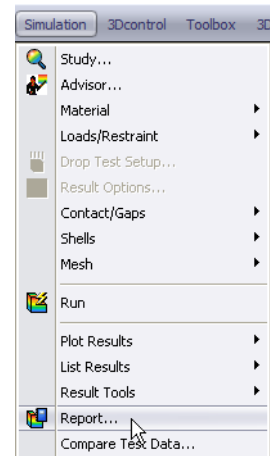 Simulation 3Dcontrol Toolbox 3D
Study...
Advisor...
Material
Loads/Restraint
Drop Test Setup...
Result Options...
Contact/Gaps
Shells
Mesh
Run
Plot Results
List Results
Result Tools
Report...
Compare Test Data...